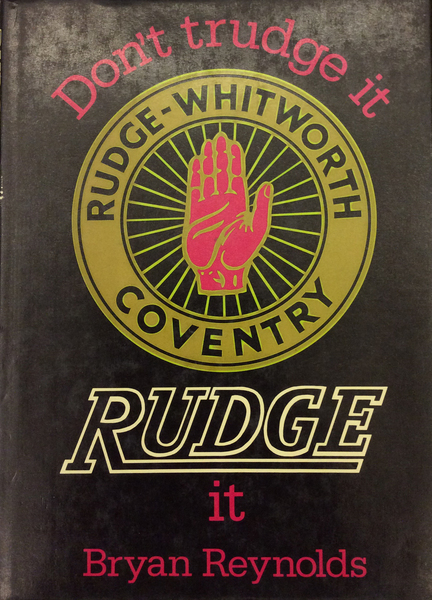 Don't trudge it
RUDGE-WHITWORTH
COVENTRY
RUDGE
it
Bryan Reynolds